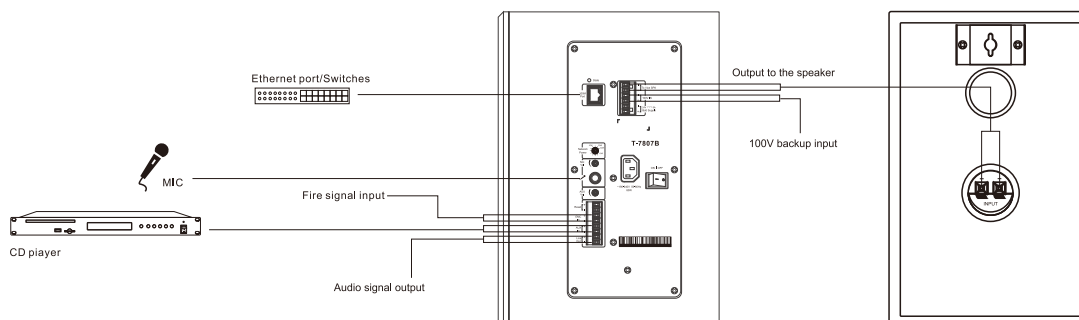 Ethernet port/Switches
Output to the speaker
T-7807B
100V backup input
MIC
Fire signal input
INPUT
CD piayer
Audio signal output